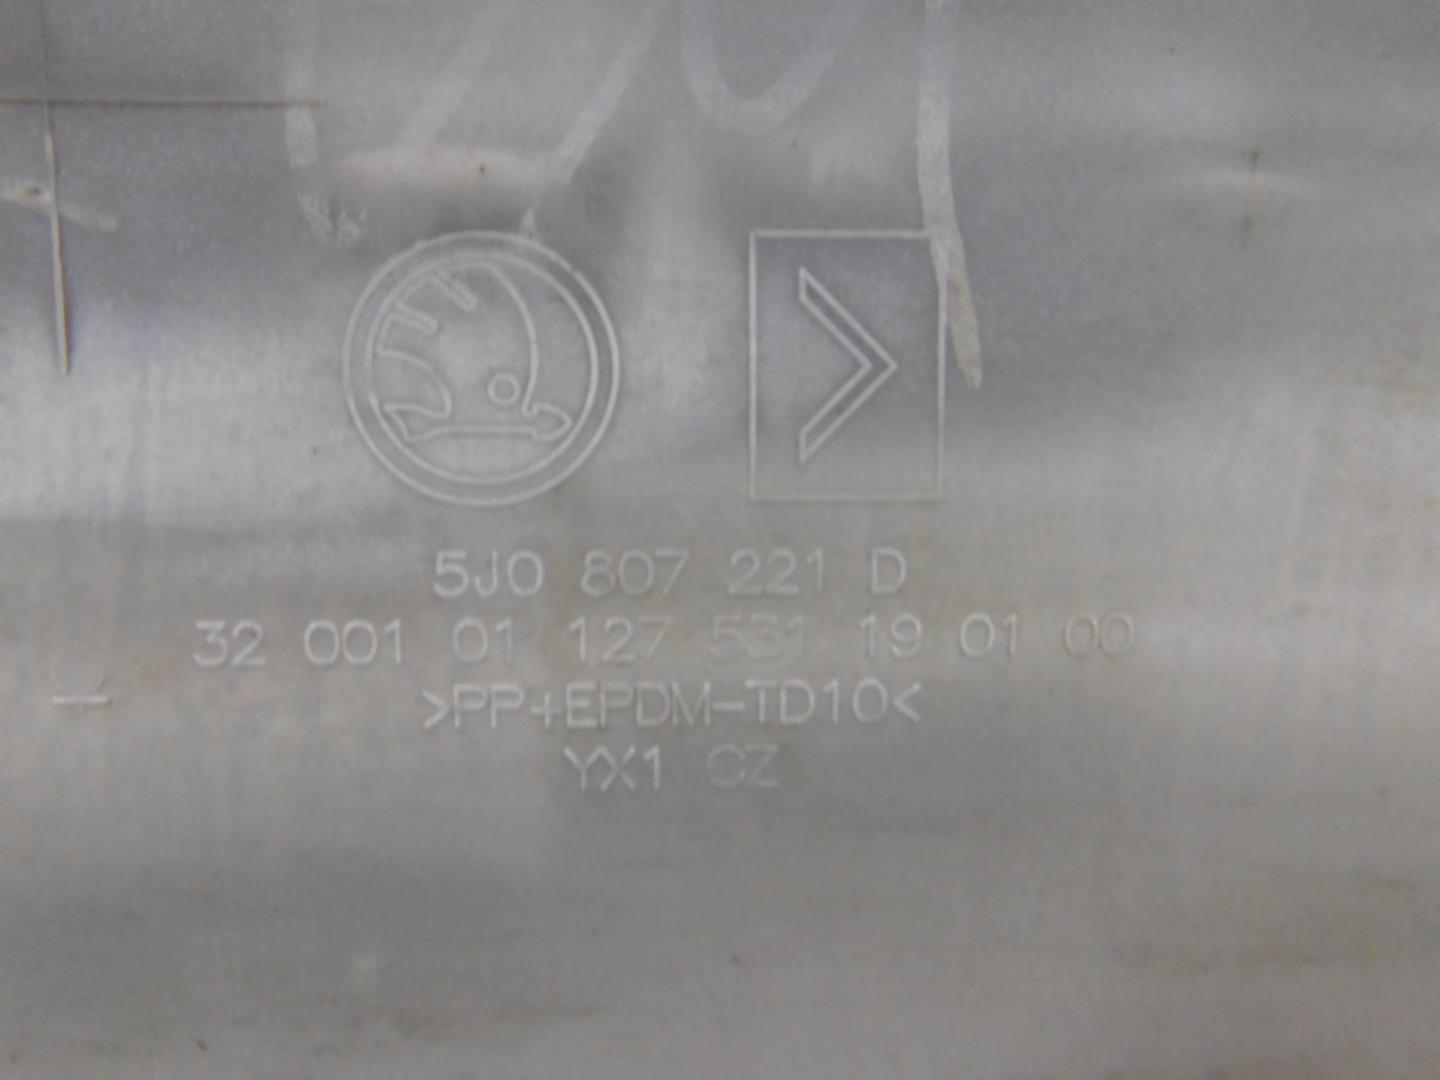 5J0 807 221 D
32 001 01 127 531 19 01 00
>PP+EPDM-TD10<
YX1 CZ